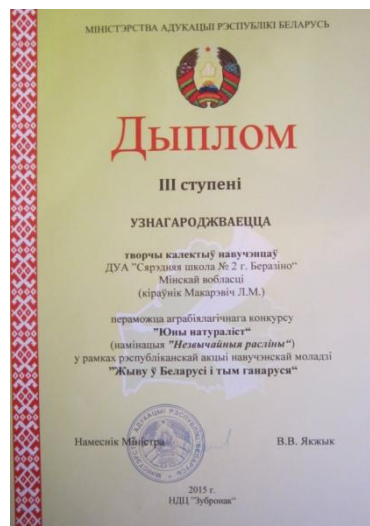 МІНІСТЭРСТВА АДУКАЦЫІ РЭСПУБЛІКІ БЕЛАРУСЬ
Дыплом
III ступені
УЗНАГАРОДЖВАЕЦЦА
творчы калектыў навучэнцаў
ДУА "Сярэдняя школа № 2 г. Беразіно"
Мінскай вобласці
(кіраўнік Макарэвіч Л.М.)
пераможца аграбіялагічнага конкурсу
"Юны натураліст"
(намінацыя "Незвычайныя расліны")
у рамках рэспубліканскай акцыі навучэнскай моладзі
"Жыву ў Беларусі і тым ганаруся"
Намеснік Міністра
В.В. Якжык
2015 г.
НДЦ "Зубронак"